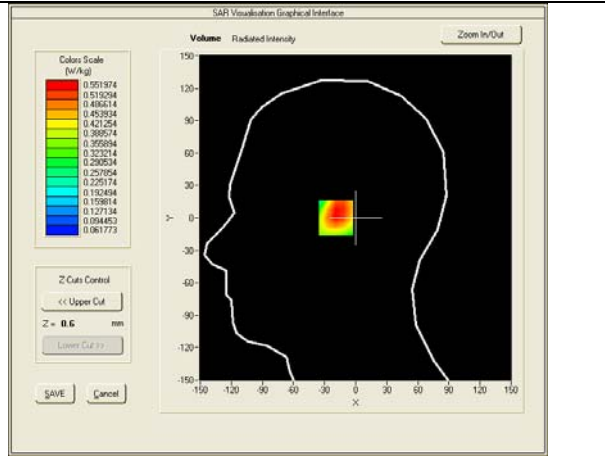 SAR Visualisation Graphical Interface
Volume Radiated Intensity
Zoom In/Out
Colors Scale
(W/kg)
0.551974
0.519294
0.486614
0.453934
0.421254
0.388574
0.355894
0.323214
0.290534
0.257854
0.225174
0.192494
0.159814
0.127134
0.094453
0.061773
Z Cuts Control
<< Upper Cut
Z = 0.6 mm
Lower Cut >>
SAVE Cancel
150-
120-
90-
60-
30-
0-
-30-
-60-
-90-
-120-
-150-
Y
-150 -120 -90 -60 -30 0 30 60 90 120 150
X